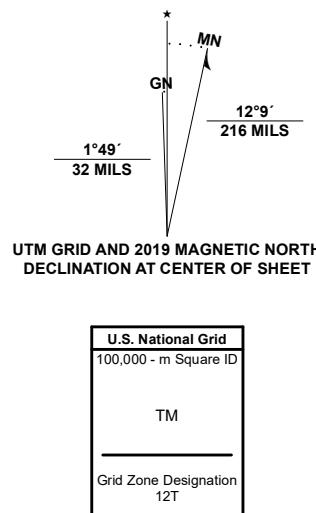 ★
MN
GN
12°9´
216 MILS
1°49´
32 MILS
UTM GRID AND 2019 MAGNETIC NORTH
DECLINATION AT CENTER OF SHEET
U.S. National Grid
100,000 - m Square ID
TM
Grid Zone Designation
12T